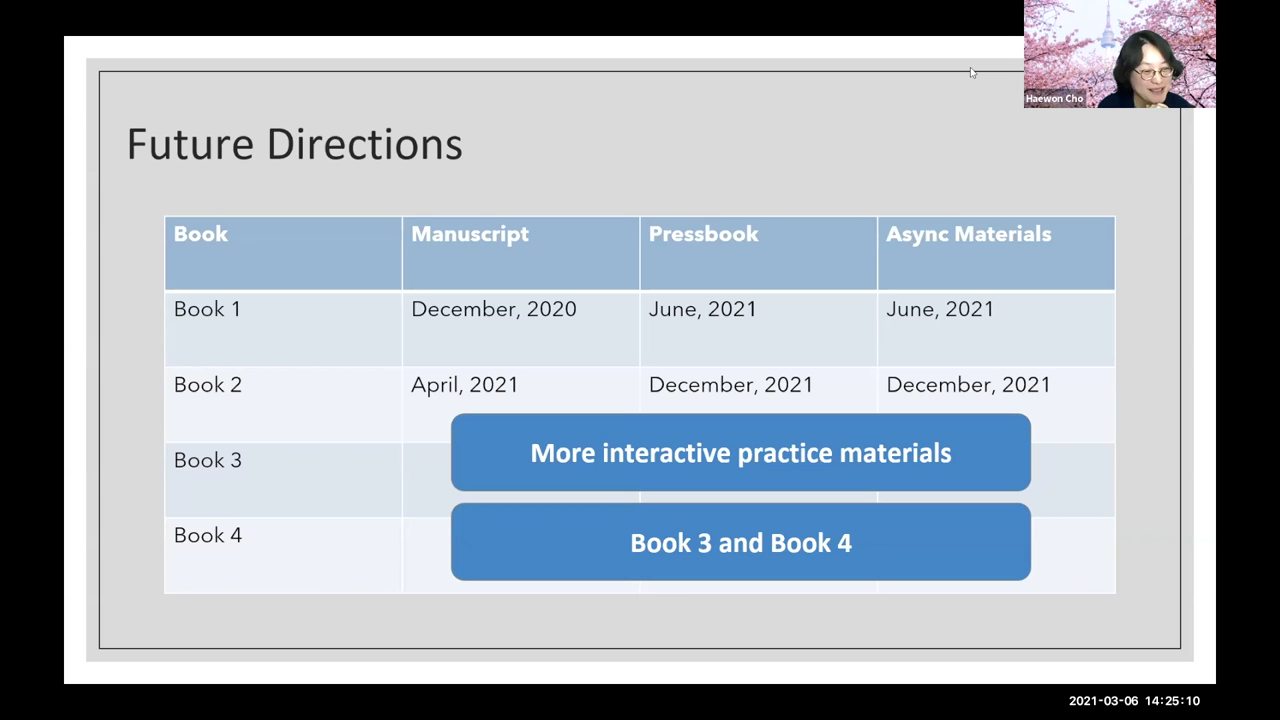 Haewon Cho
Future Directions
Book Manuscript Pressbook Async Materials
Book 1 December, 2020 June, 2021 June, 2021
Book 2 April, 2021 December, 2021 December, 2021
More interactive practice materials
Book 3
Book 4 Book 3 and Book 4
2021-03-06 14:25:10